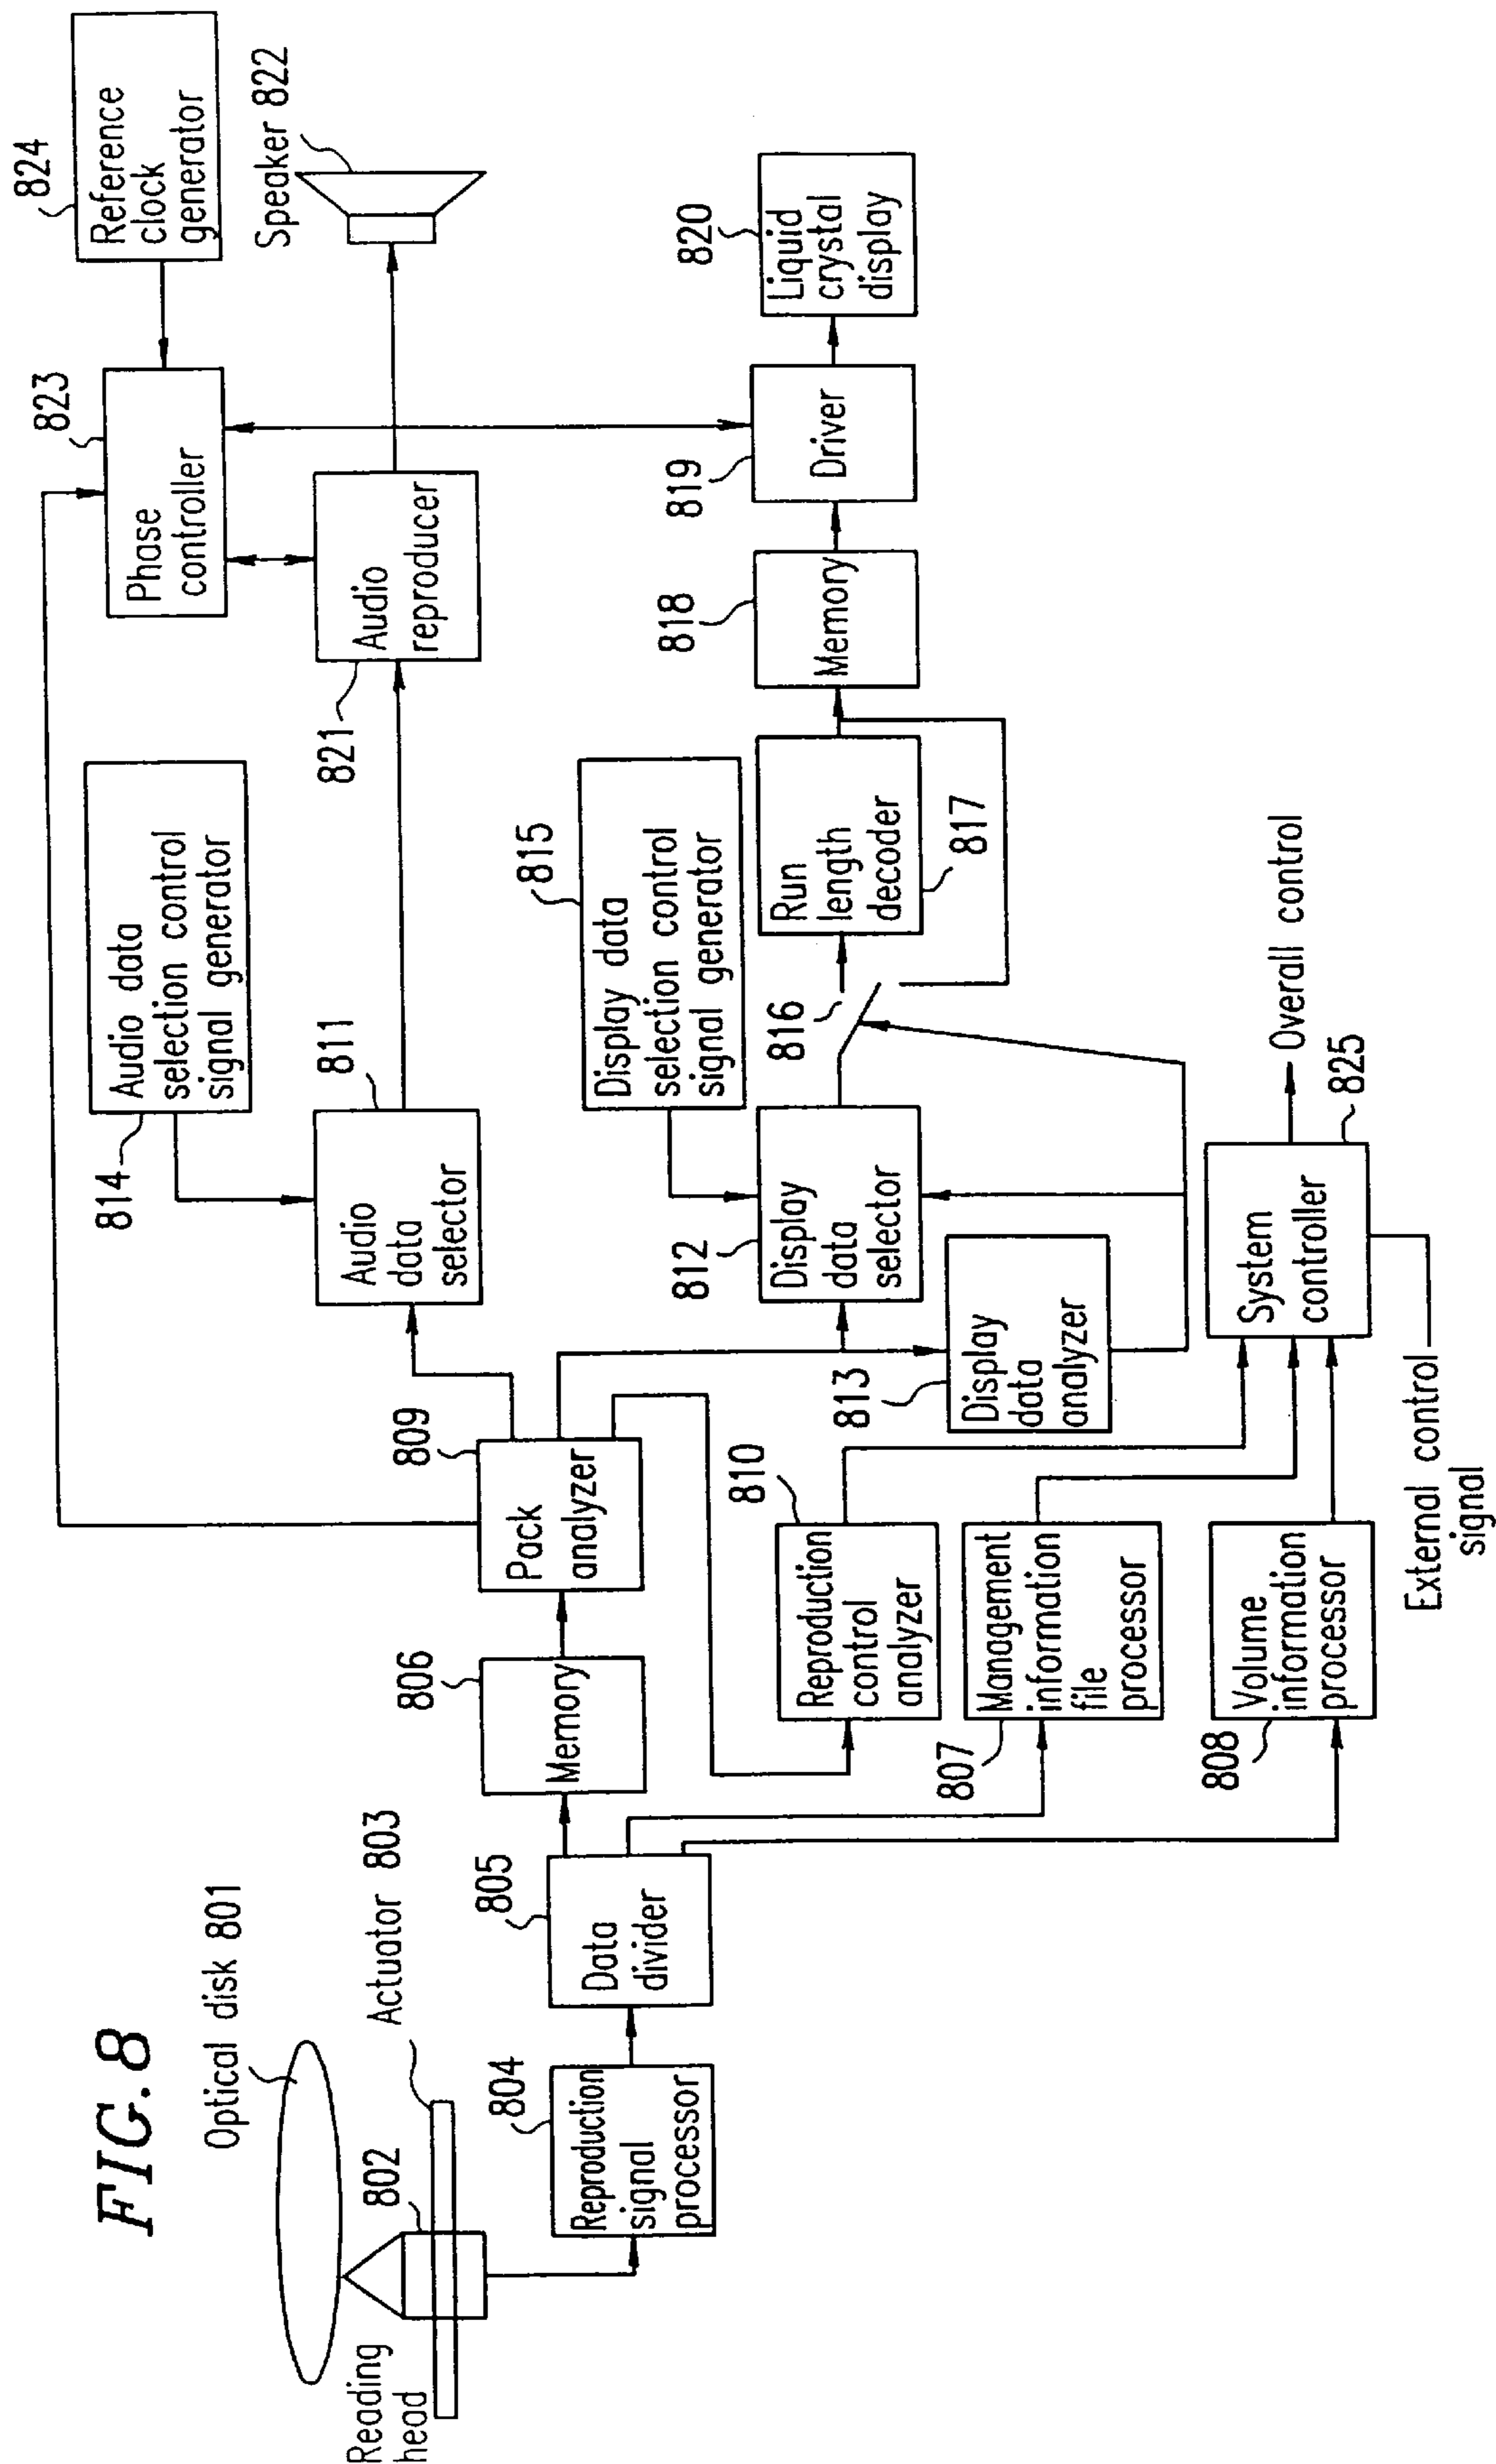 FIG.8
Optical disk 801
Reading
head
802
Actuator 803
804
Reproduction
signal
processor
805
Data
divider
806
Memory
809
Pack
analyzer
810
Reproduction
control
analyzer
807
Management
information
file
processor
808
Volume
information
processor
814
Audio data
selection control
signal generator
811
Audio
data
selector
815
Display data
selection control
signal generator
812
Display
data
selector
813
Display
data
analyzer
816
Run
length
decoder
817
System
controller
825
Overall control
External control
signal
823
Phase
controller
824
Reference
clock
generator
821
Audio
reproducer
Speaker 822
818
Memory
819
Driver
820
Liquid
crystal
display